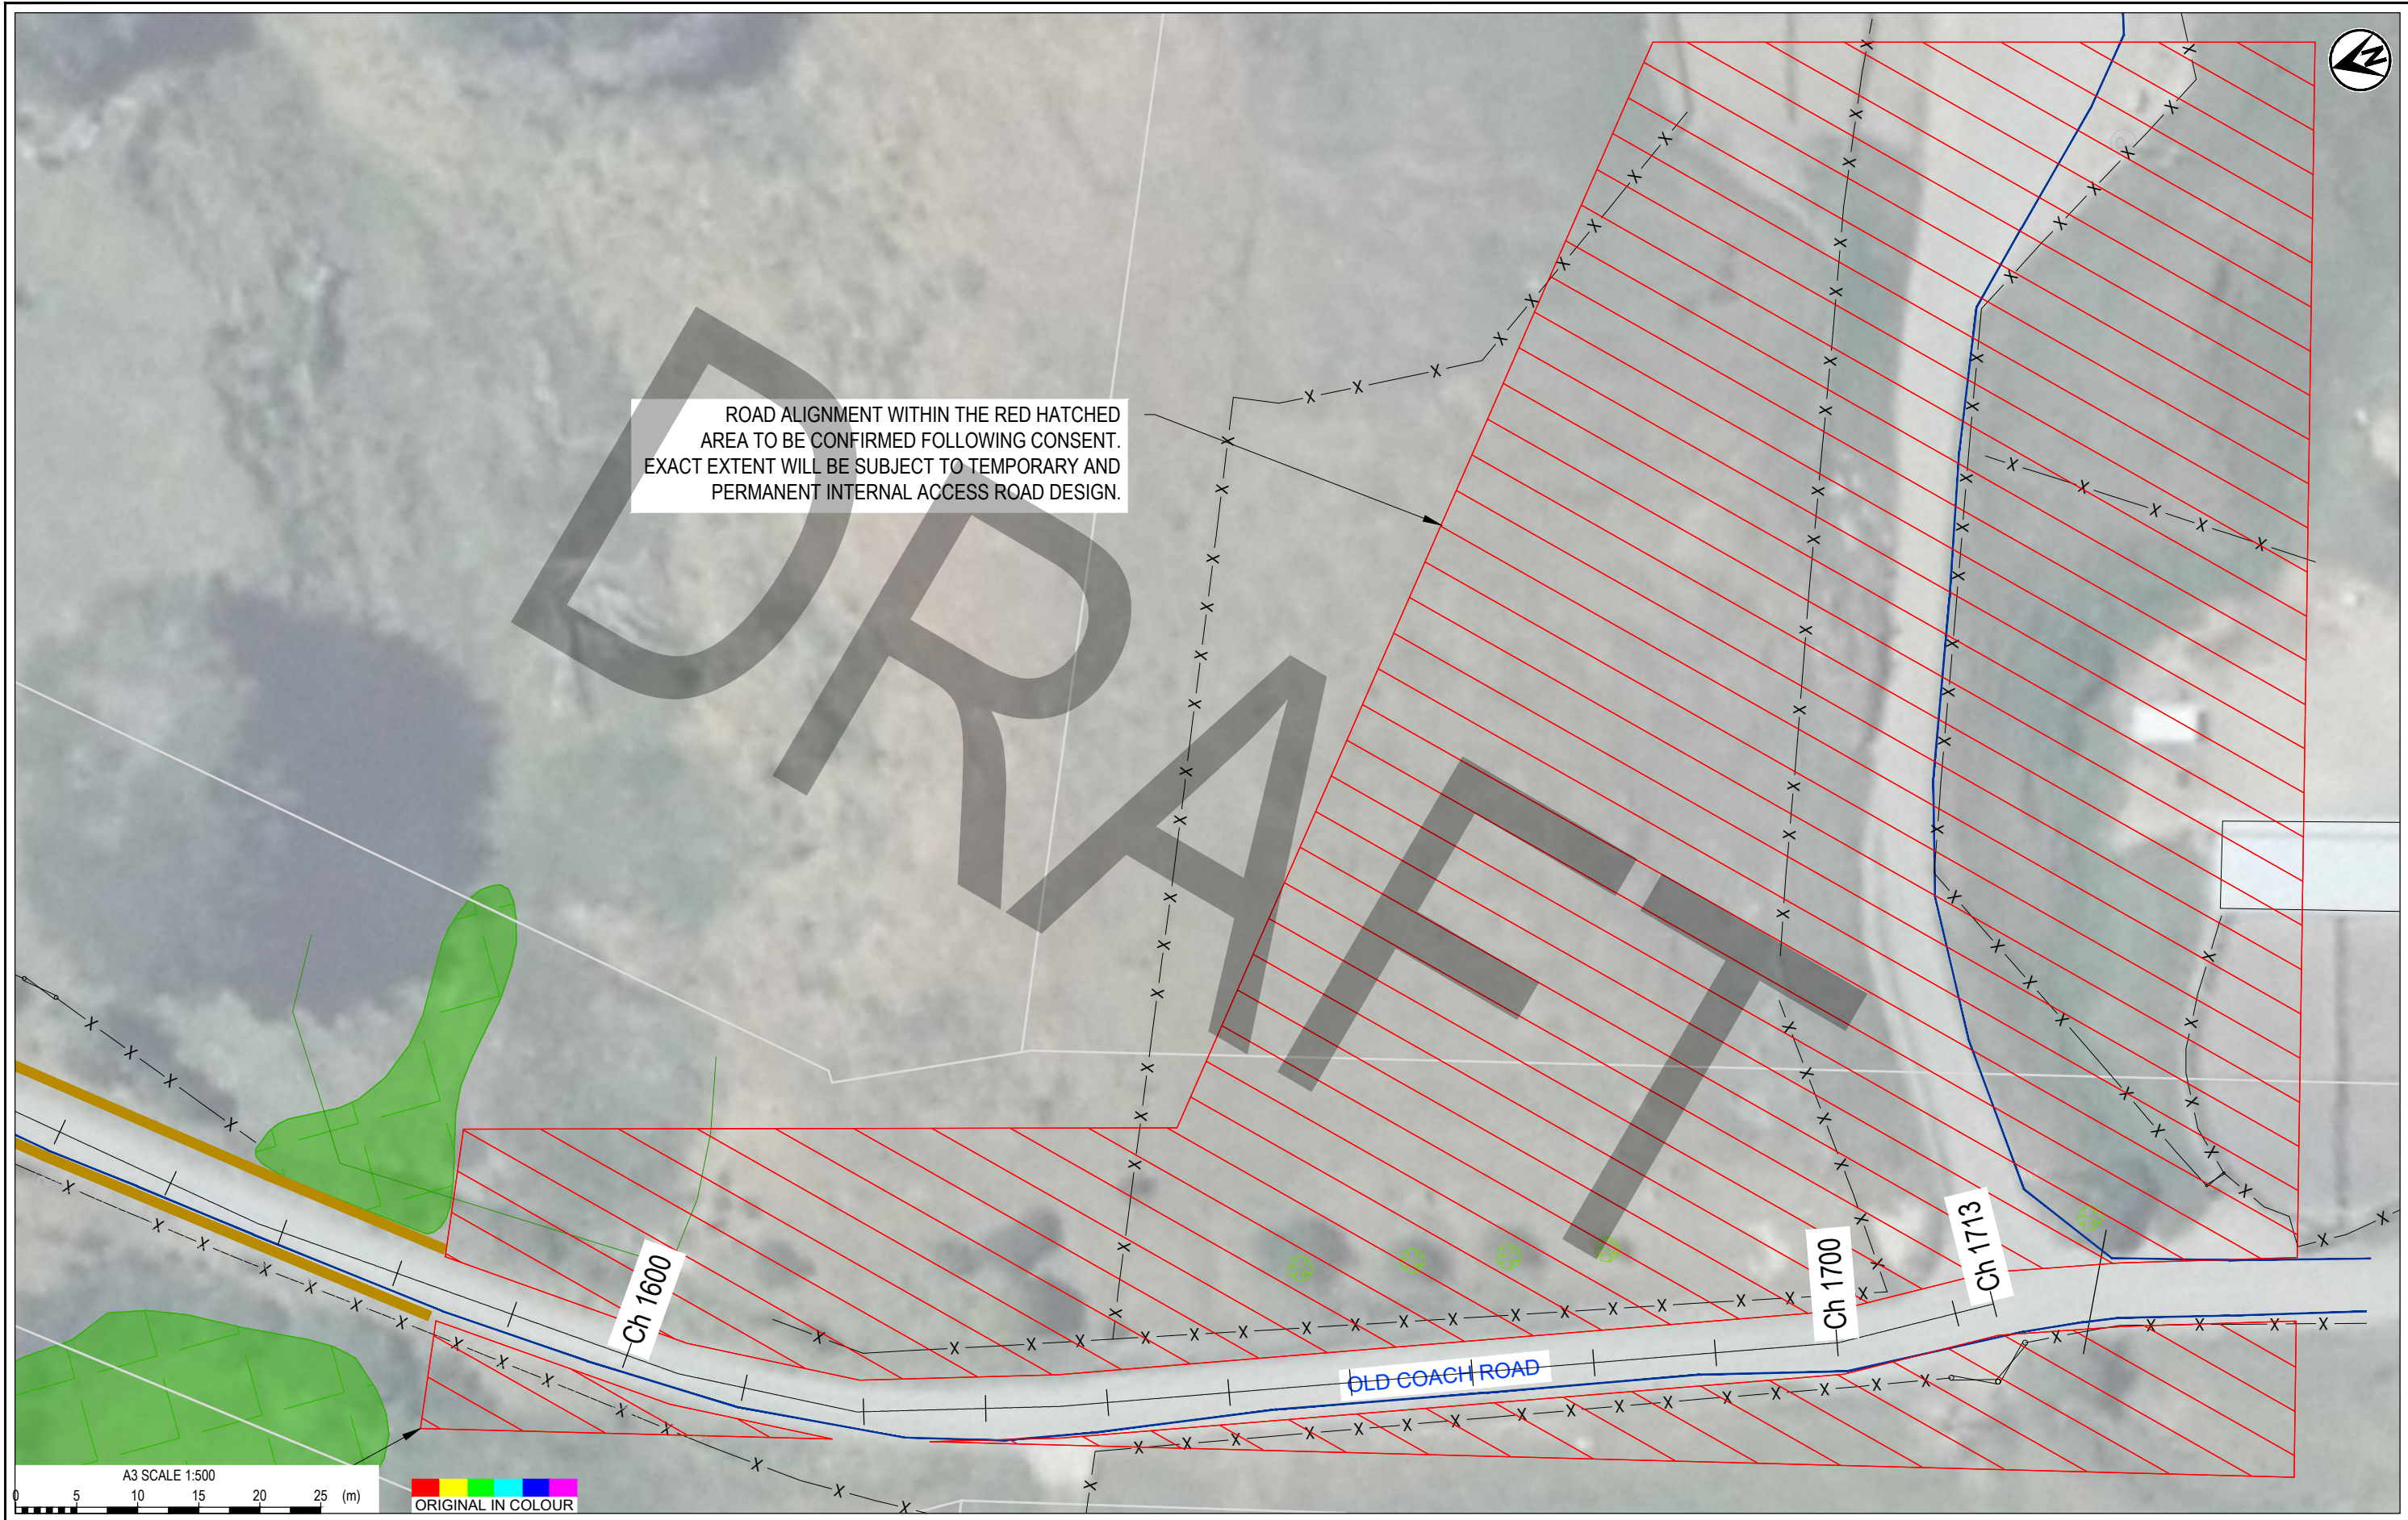 N
ROAD ALIGNMENT WITHIN THE RED HATCHED
AREA TO BE CONFIRMED FOLLOWING CONSENT.
EXACT EXTENT WILL BE SUBJECT TO TEMPORARY AND
PERMANENT INTERNAL ACCESS ROAD DESIGN.
DRAFT
Ch 1600
Ch 1700
Ch 1713
OLD COACH ROAD
A3 SCALE 1:500
0 5 10 15 20 25 (m)
ORIGINAL IN COLOUR